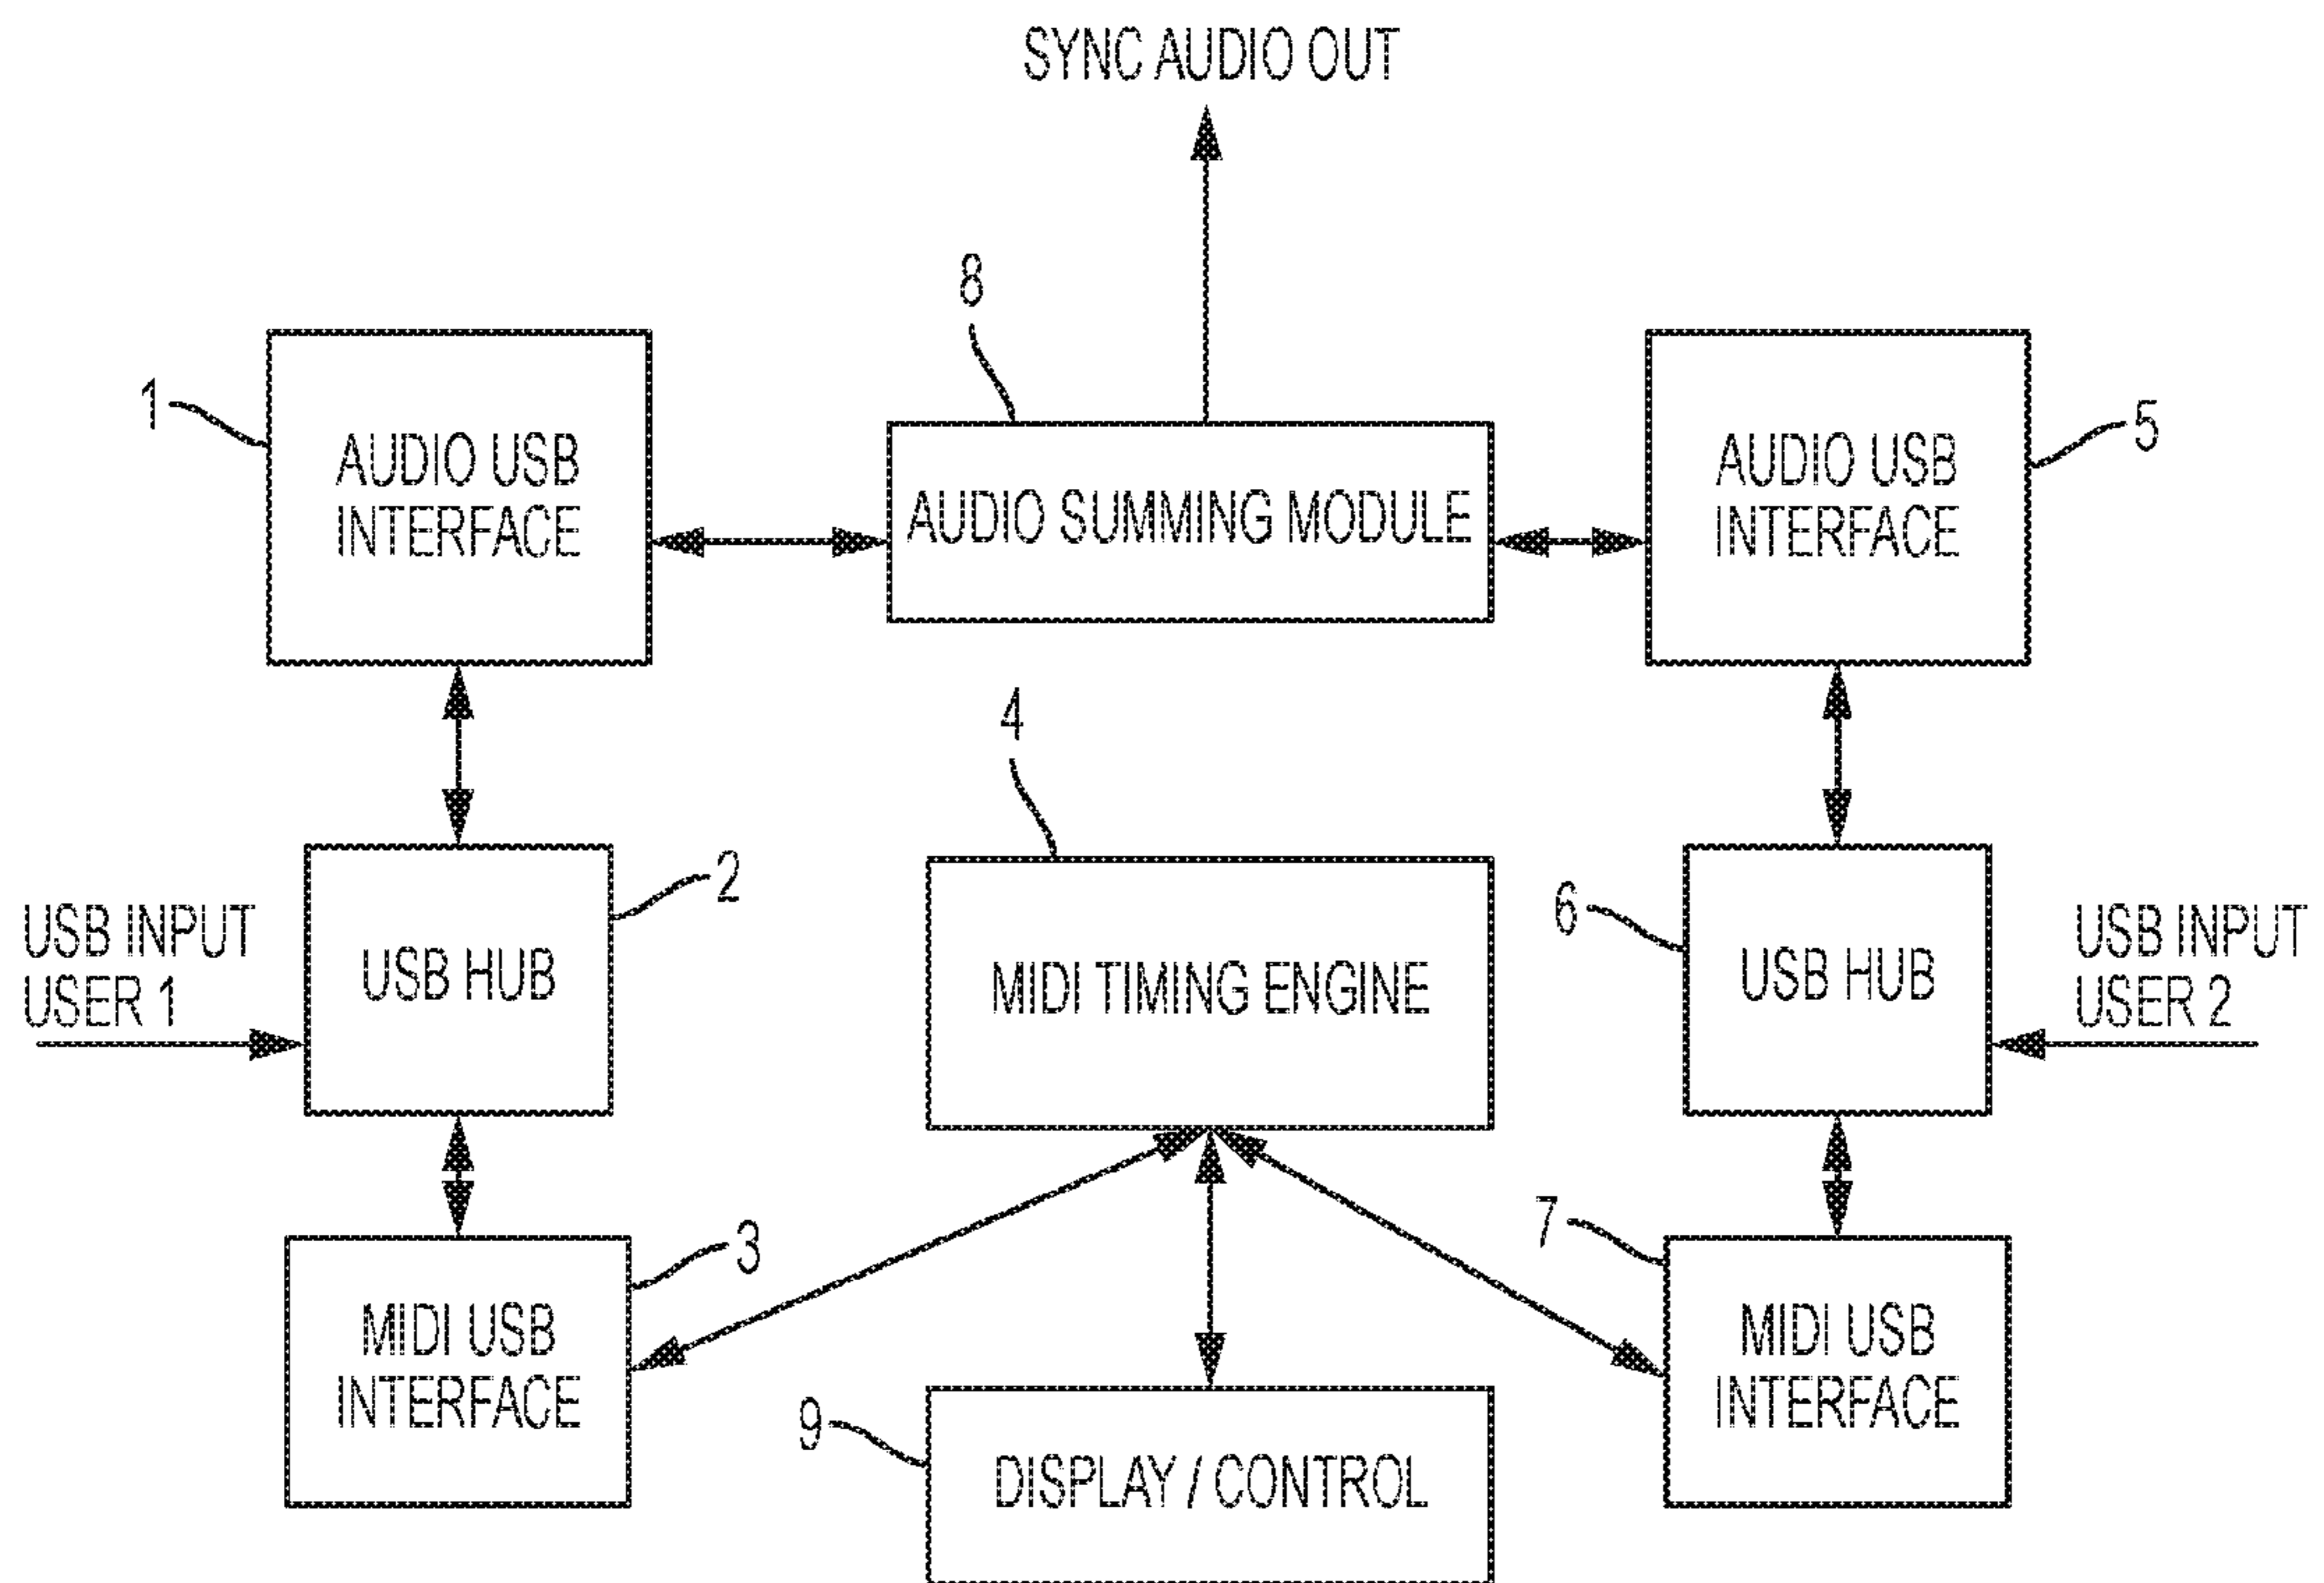 SYNC AUDIO OUT
8
1
AUDIO USB
INTERFACE
AUDIO SUMMING MODULE
AUDIO USB
INTERFACE
5
4
2
USB INPUT
USER 1
USB HUB
MIDI TIMING ENGINE
6
USB HUB
USB INPUT
USER 2
3
MIDI USB
INTERFACE
7
MIDI USB
INTERFACE
9
DISPLAY / CONTROL